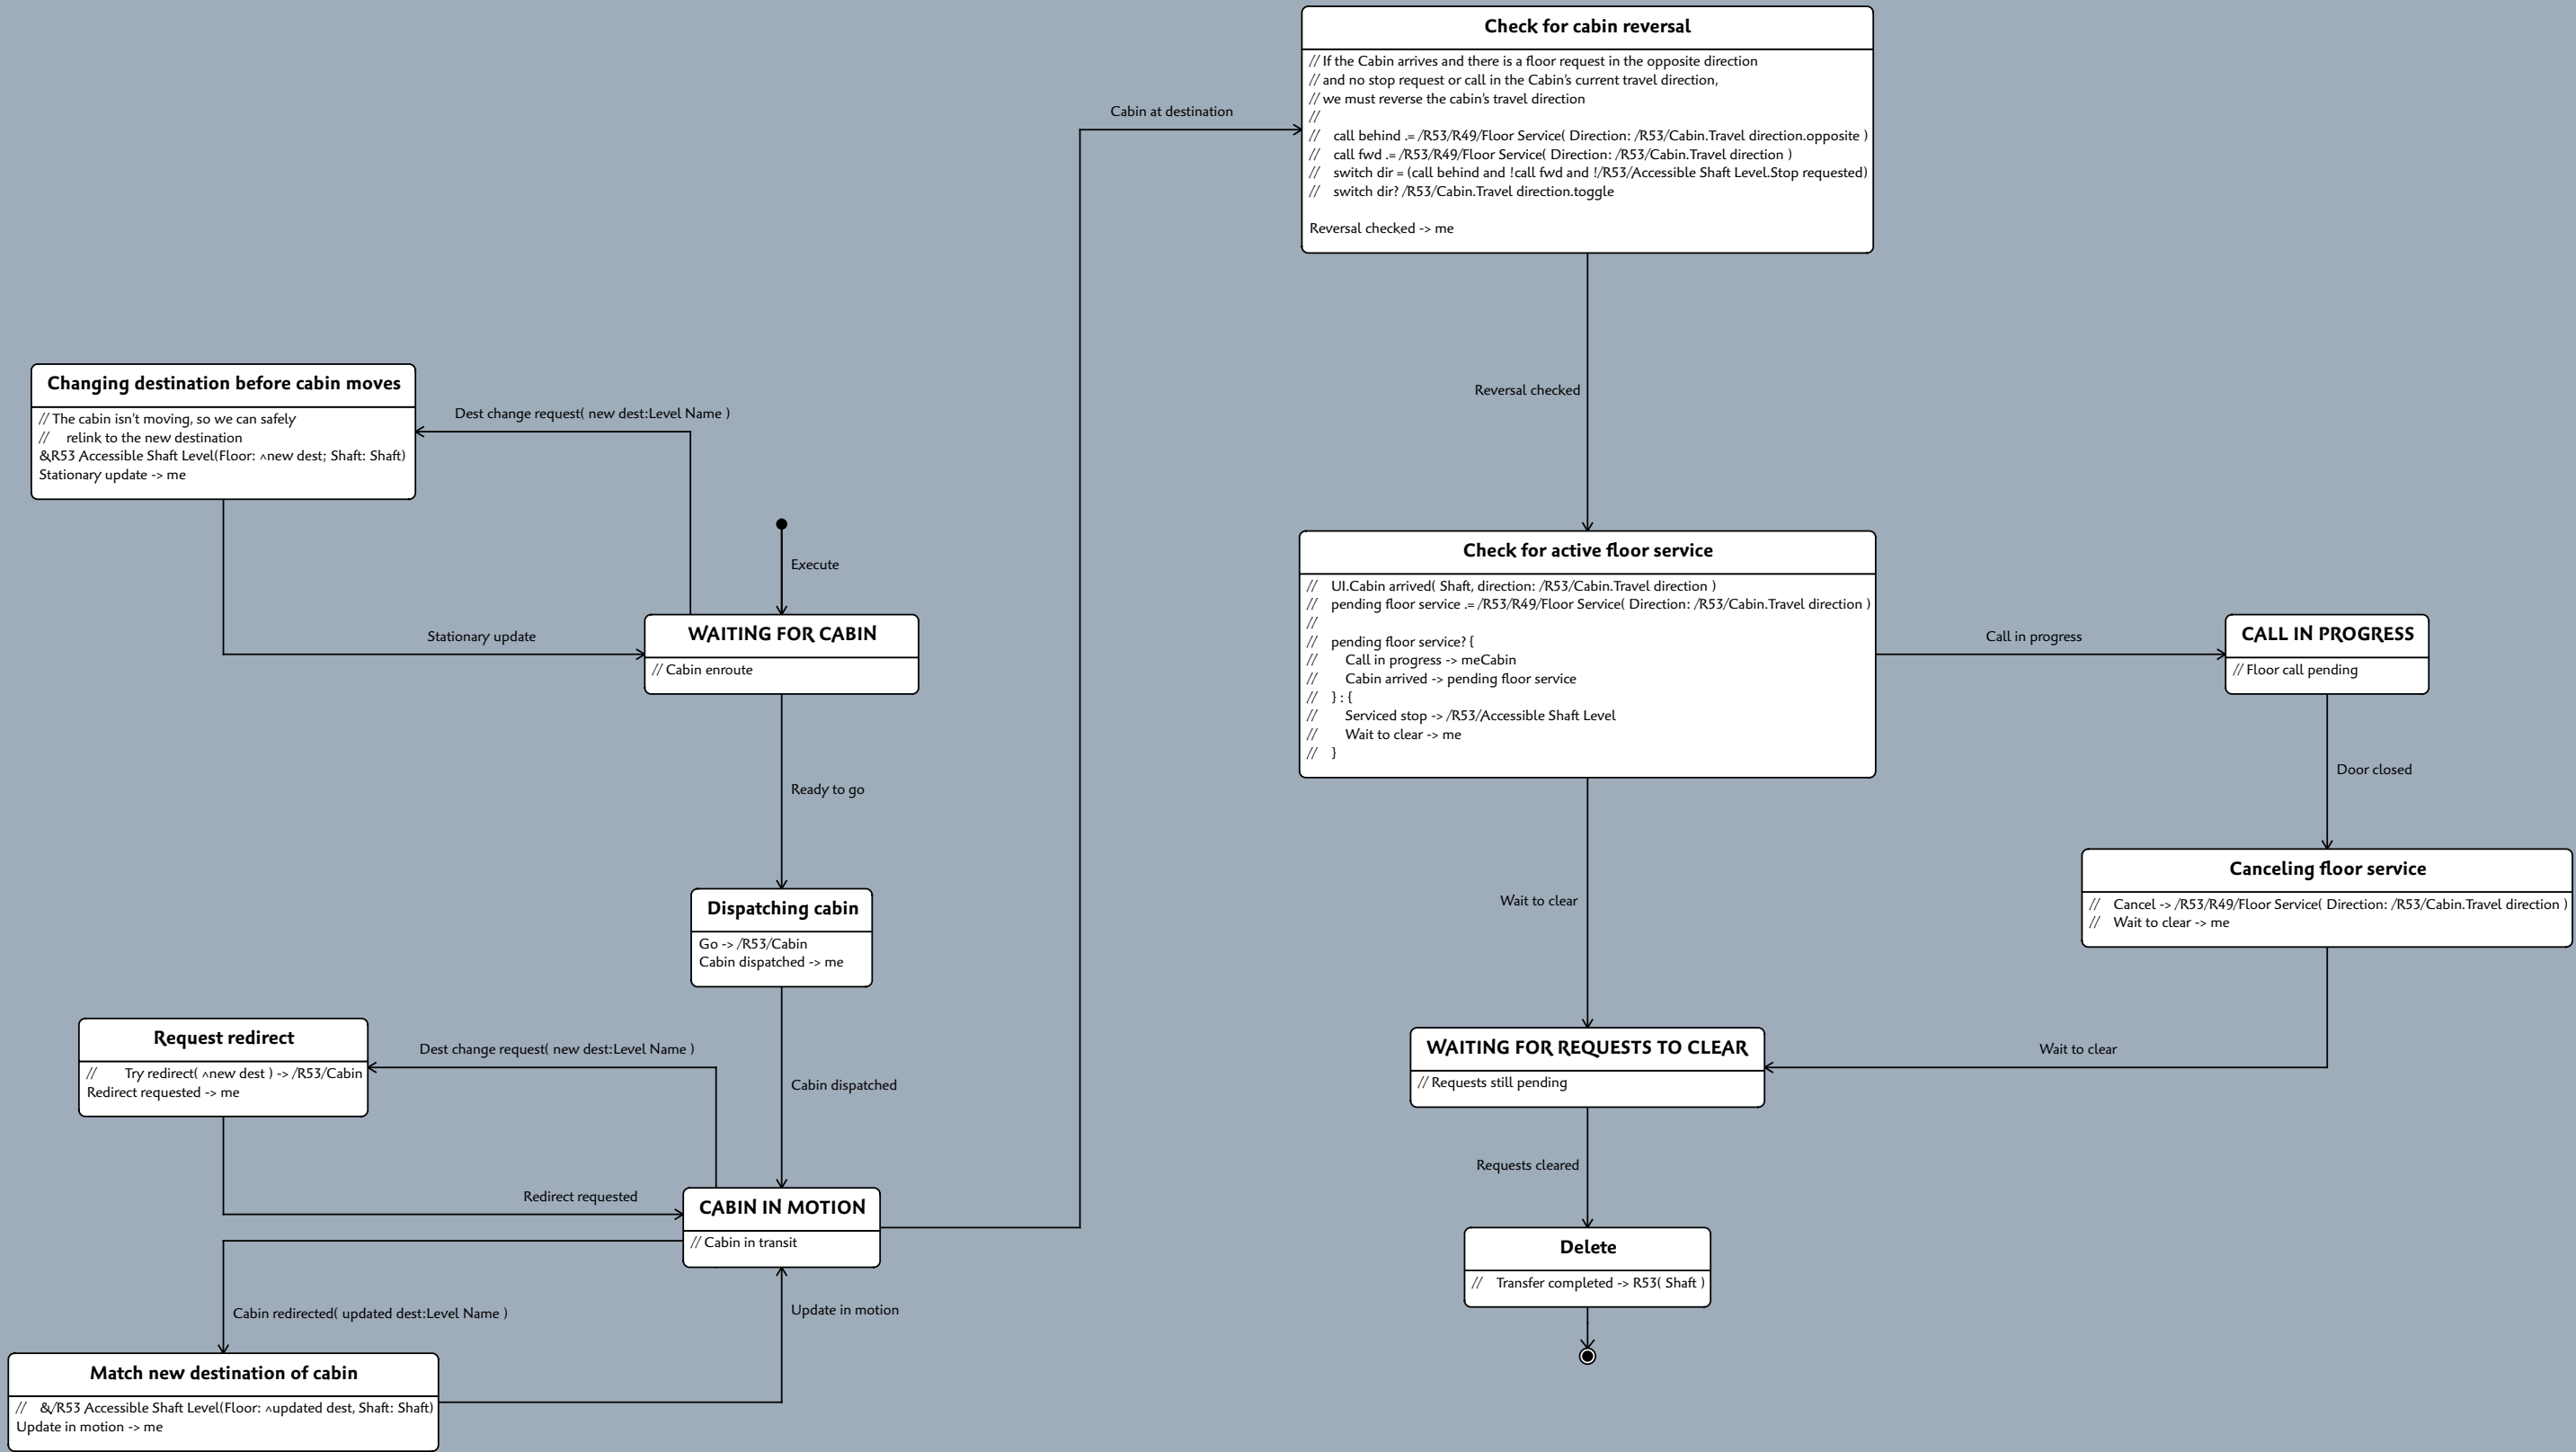 Check for cabin reversal
// If the Cabin arrives and there is a floor request in the opposite direction
// and no stop request or call in the Cabin's current travel direction,
// we must reverse the cabin's travel direction
//
// call behind .= /R53/R49/Floor Service( Direction: /R53/Cabin.Travel direction.opposite )
// call fwd .= /R53/R49/Floor Service( Direction: /R53/Cabin.Travel direction )
// switch dir = (call behind and !call fwd and !/R53/Accessible Shaft Level.Stop requested)
// switch dir? /R53/Cabin.Travel direction.toggle
Reversal checked -> me
Cabin at destination
Reversal checked
Changing destination before cabin moves
// The cabin isn't moving, so we can safely
// relink to the new destination
&R53 Accessible Shaft Level(Floor: ^new dest; Shaft: Shaft)
Stationary update -> me
Dest change request( new dest:Level Name )
Execute
Stationary update
WAITING FOR CABIN
// Cabin enroute
Check for active floor service
// UI.Cabin arrived( Shaft, direction: /R53/Cabin.Travel direction )
// pending floor service .= /R53/R49/Floor Service( Direction: /R53/Cabin.Travel direction )
//
// pending floor service? {
// Call in progress -> meCabin
// Cabin arrived -> pending floor service
// } : {
// Serviced stop -> /R53/Accessible Shaft Level
// Wait to clear -> me
// }
Call in progress
CALL IN PROGRESS
// Floor call pending
Ready to go
Door closed
Dispatching cabin
Go -> /R53/Cabin
Cabin dispatched -> me
Wait to clear
Canceling floor service
// Cancel -> /R53/R49/Floor Service( Direction: /R53/Cabin.Travel direction )
// Wait to clear -> me
Request redirect
// Try redirect( ^new dest ) -> /R53/Cabin
Redirect requested -> me
Dest change request( new dest:Level Name )
Cabin dispatched
WAITING FOR REQUESTS TO CLEAR
// Requests still pending
Wait to clear
Redirect requested
CABIN IN MOTION
// Cabin in transit
Requests cleared
Delete
// Transfer completed -> R53( Shaft )
Cabin redirected( updated dest:Level Name )
Update in motion
Match new destination of cabin
// &/R53 Accessible Shaft Level(Floor: ^updated dest, Shaft: Shaft)
Update in motion -> me